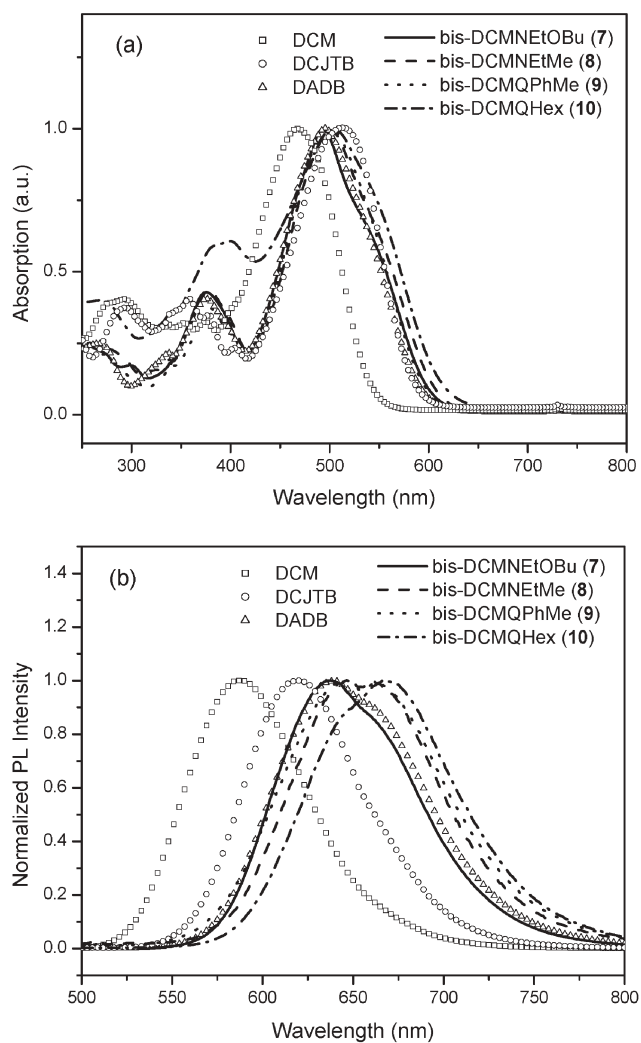 (a)
DCM
DCJTB
DADB
bis-DCMNEtOBu (7)
bis-DCMNEtMe (8)
bis-DCMQPhMe (9)
bis-DCMQHex (10)
Absorption (a.u.)
1.0
0.5
0.0
300 400 500 600 700 800
Wavelength (nm)
(b)
DCM
DCJTB
DADB
bis-DCMNEtOBu (7)
bis-DCMNEtMe (8)
bis-DCMQPhMe (9)
bis-DCMQHex (10)
Normalized PL Intensity
1.4
1.2
1.0
0.8
0.6
0.4
0.2
0.0
500 550 600 650 700 750 800
Wavelength (nm)